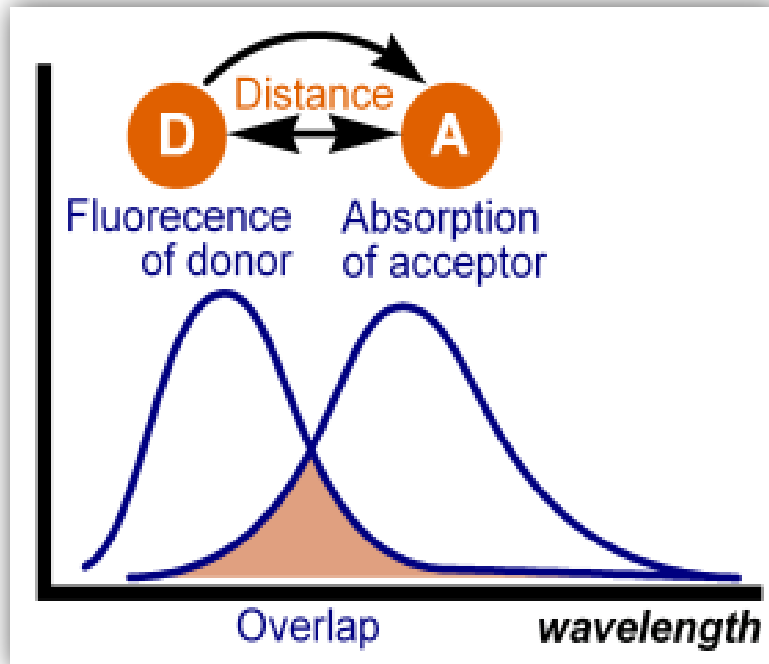 Distance
D
A
Fluorecence
of donor
Absorption
of acceptor
Overlap
wavelength